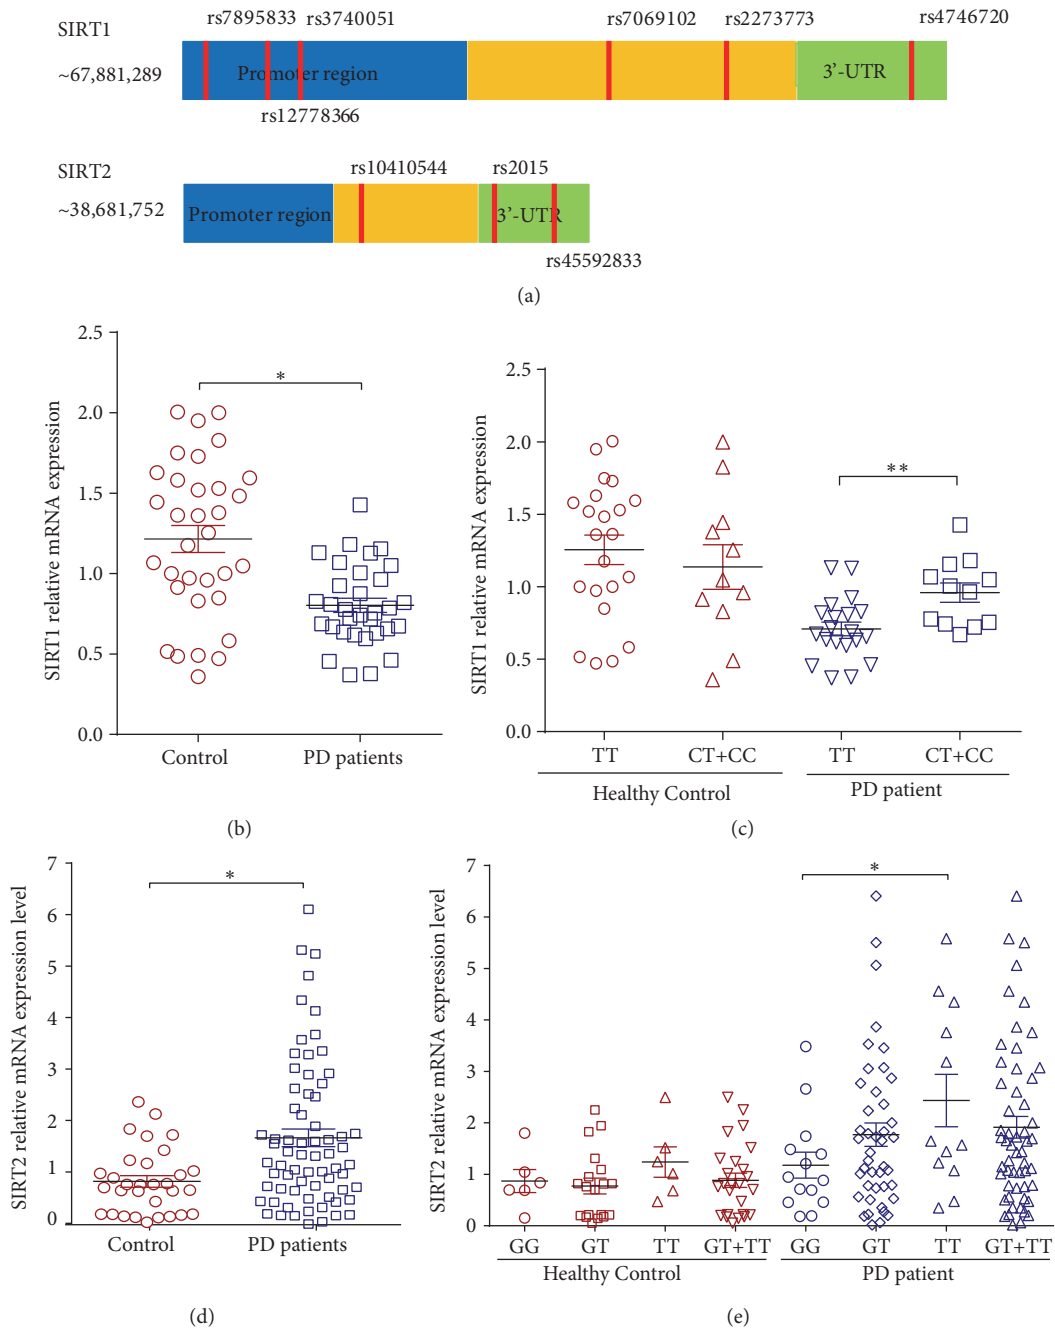 rs7895833 rs3740051 rs7069102 rs2273773 rs4746720
SIRT1
~67,881,289
Promoter region 3’-UTR
rs12778366
rs10410544 rs2015
SIRT2
~38,681,752
Promoter region 3’-UTR
rs45592833
(a)
SIRT1 relative mRNA expression
2.5
2.0
1.5
1.0
0.5
0.0
*
Control PD patients
(b)
SIRT1 relative mRNA expression
2.5
2.0
1.5
1.0
0.5
0.0
**
TT CT+CC TT CT+CC
Healthy Control PD patient
(c)
SIRT2 relative mRNA expression level
7
6
5
4
3
2
1
0
*
Control PD patients
(d)
SIRT2 relative mRNA expression level
7
6
5
4
3
2
1
0
*
GG GT TT GT+TT GG GT TT GT+TT
Healthy Control PD patient
(e)